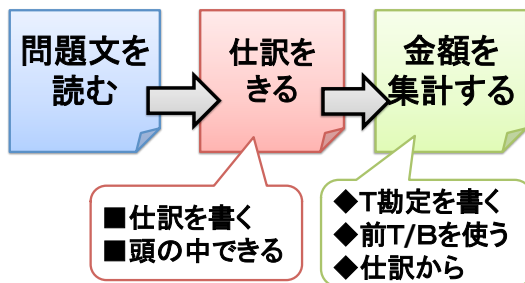 問題文を
読む
仕訳を
きる
金額を
集計する
■仕訳を書く
■頭の中できる
◆T勘定を書く
◆前T/Bを使う
◆仕訳から